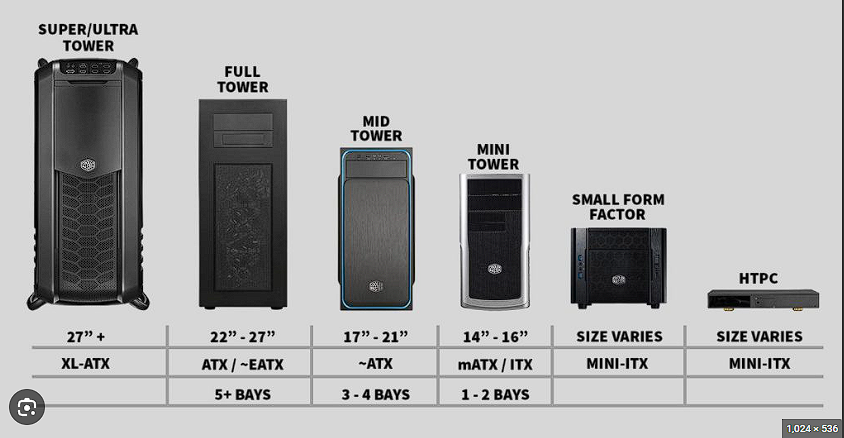 SUPER/ULTRA
TOWER
FULL
TOWER
MID
TOWER
MINI
TOWER
SMALL FORM
FACTOR
HTPC
27” +
22” - 27”
17” - 21”
14” - 16”
SIZE VARIES
SIZE VARIES
XL-ATX
ATX / ~EATX
~ATX
mATX / ITX
MINI-ITX
MINI-ITX
5+ BAYS
3 - 4 BAYS
1 - 2 BAYS
1,024 × 536